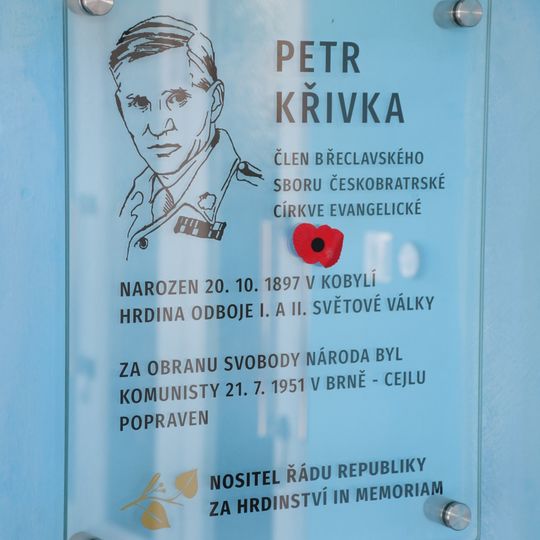 PETR
KŘIVKA
ČLEN BŘECLAVSKÉHO
SBORU ČESKOBRATRSKÉ
CÍRKVE EVANGELICKÉ
NAROZEN 20. 10. 1897 V KOBYLÍ
HRDINA ODBOJE I. A II. SVĚTOVÉ VÁLKY
ZA OBRANU SVOBODY NÁRODA BYL
KOMUNISTY 21. 7. 1951 V BRNĚ - CEJLU
POPRAVEN
NOSITEL ŘÁDU REPUBLIKY
ZA HRDINSTVÍ IN MEMORIAM